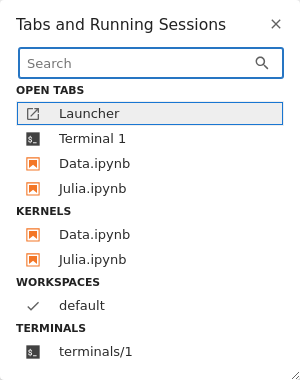 Tabs and Running Sessions
Search
OPEN TABS
Launcher
Terminal 1
Data.ipynb
Julia.ipynb
KERNELS
Data.ipynb
Julia.ipynb
WORKSPACES
default
TERMINALS
terminals/1